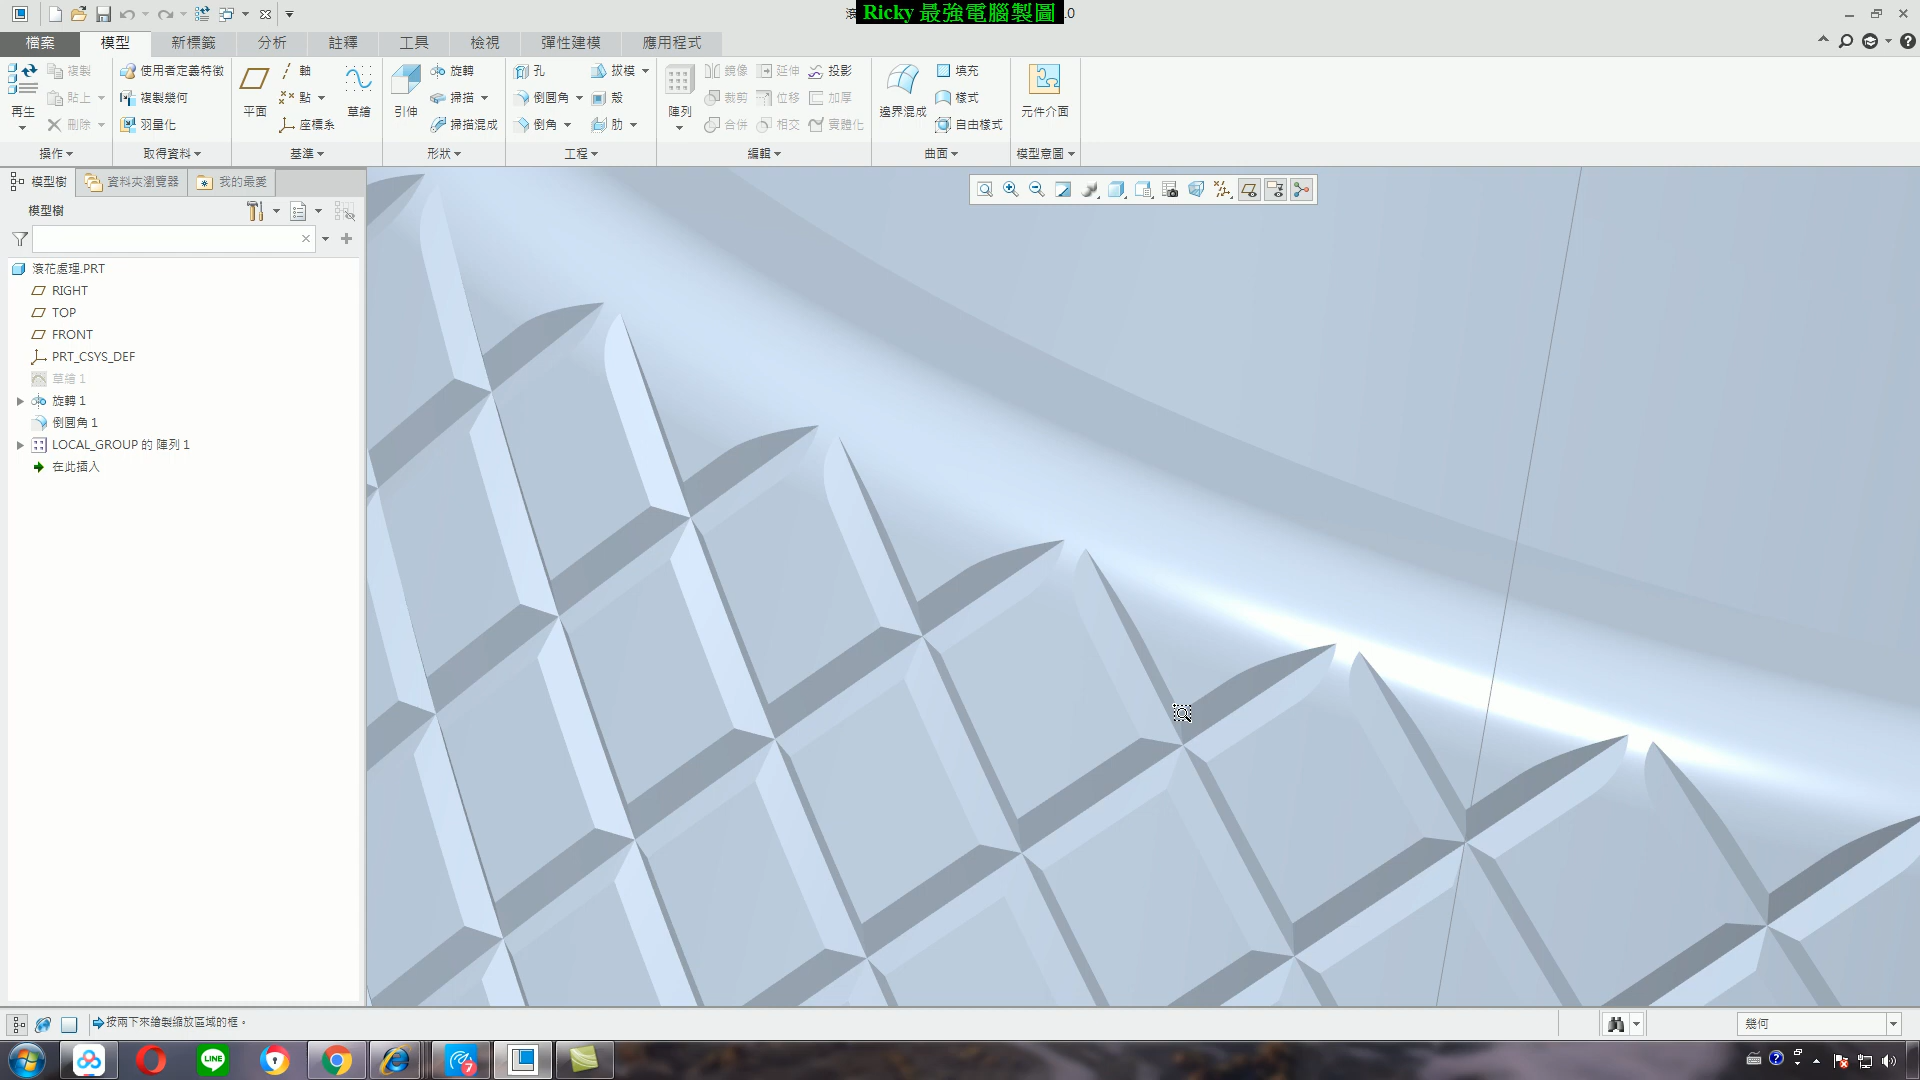 滾
Ricky 最強電腦製圖
.0
檔案 模型 新標籤 分析 註釋 工具 檢視 彈性建模 應用程式
再生
複製
貼上
刪除
操作
使用者定義特徵
複製幾何
羽量化
取得資料
平面
軸
點
座標系
草繪
基準
引伸
旋轉
掃描
掃描混成
形狀
孔
倒圓角
倒角
拔模
殼
肋
工程
陣列
鏡像
裁剪
合併
延伸
位移
相交
投影
加厚
實體化
編輯
邊界混成
填充
樣式
自由樣式
曲面
元件介面
模型意圖
模型樹 資料夾瀏覽器 我的最愛
模型樹
滾花處理.PRT
RIGHT
TOP
FRONT
PRT_CSYS_DEF
草繪 1
旋轉 1
倒圓角 1
LOCAL_GROUP 的 陣列 1
在此插入
按兩下來繪製縮放區域的框。
幾何
LINE
7